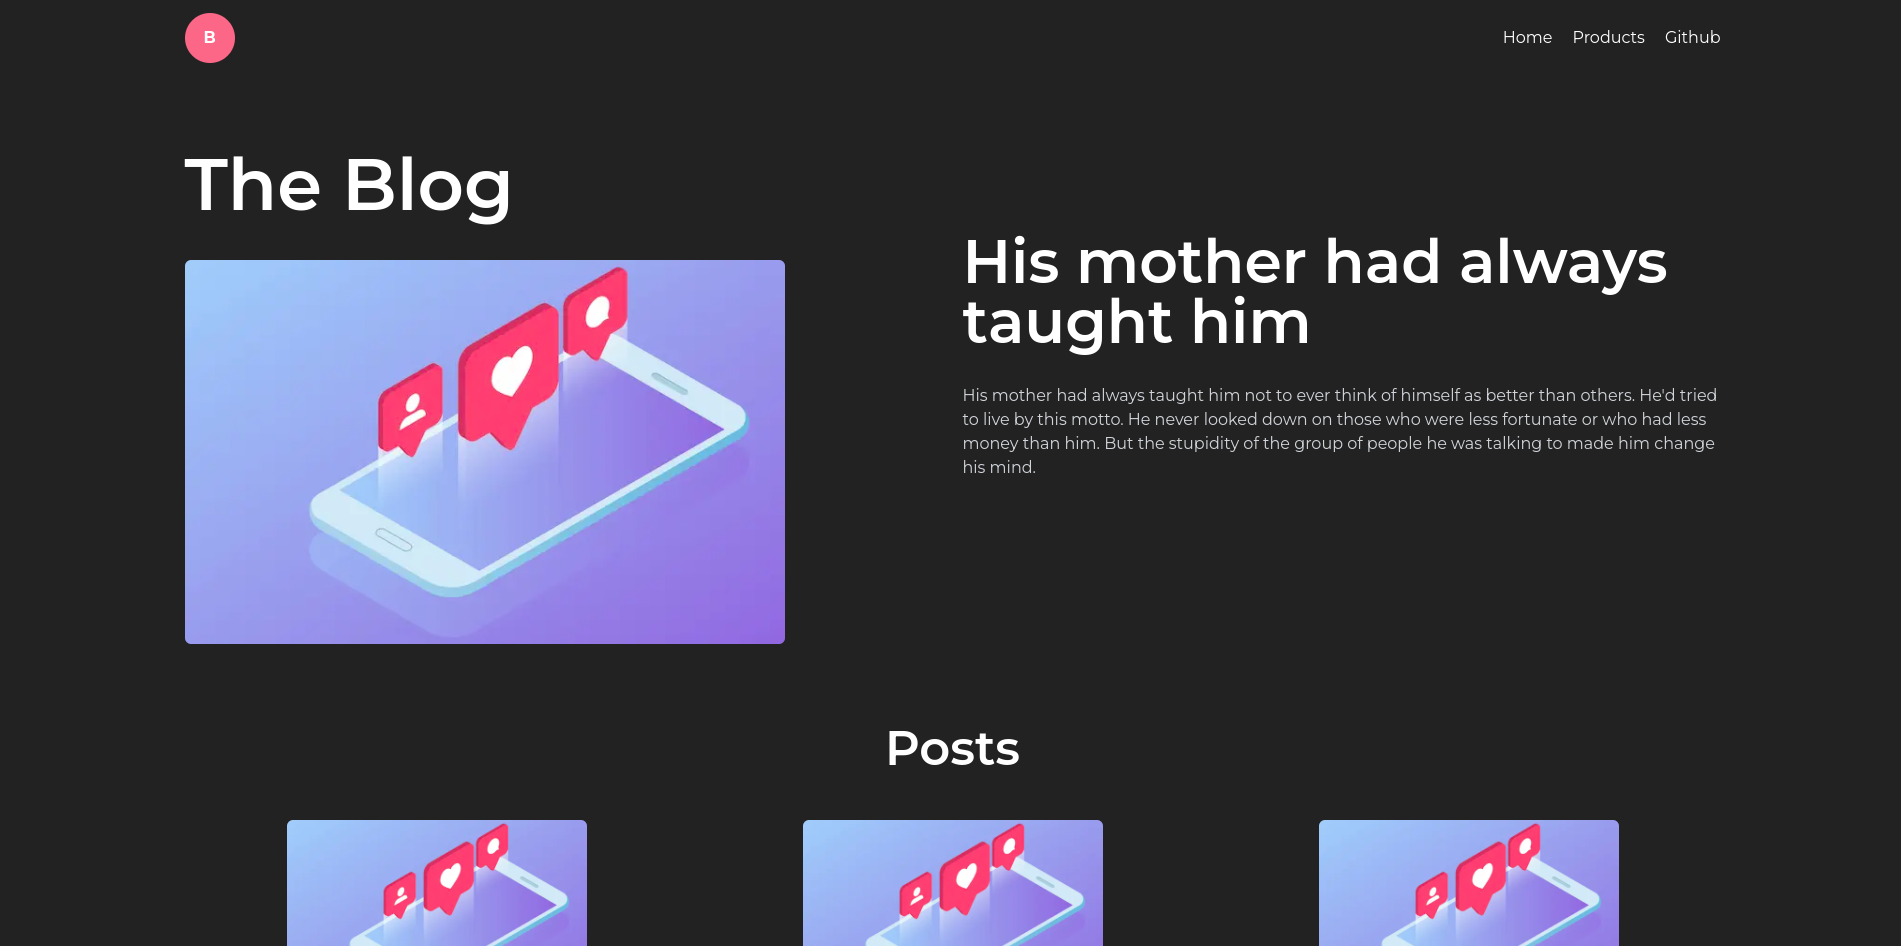 B
Home Products Github
The Blog
His mother had always
taught him
His mother had always taught him not to ever think of himself as better than others. He'd tried
to live by this motto. He never looked down on those who were less fortunate or who had less
money than him. But the stupidity of the group of people he was talking to made him change
his mind.
Posts